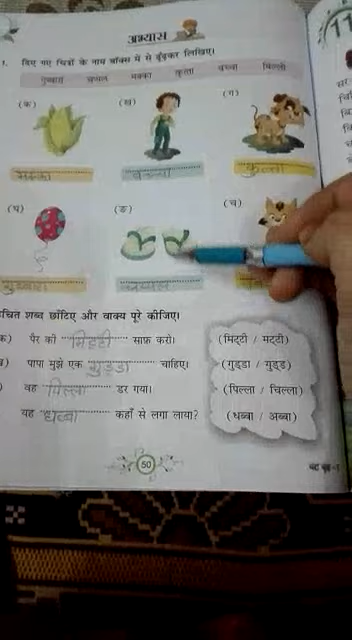 अभ्यास
1. दिए गए चित्रों के नाम बॉक्स में से ढूँढ़कर लिखिए।
गुब्बारा चप्पल मक्का कुत्ता बच्चा बिल्ली
(क) (ख) (ग)
मक्का बच्चा कुत्ता
(घ) (ङ) (च)
गुब्बारा चप्पल
चित शब्द छाँटिए और वाक्य पूरे कीजिए।
क) पैर की मिट्टी साफ़ करो। (मिट्टी / मट्टी)
ख) पापा मुझे एक गुड्डा चाहिए। (गुड्डा / गुड्ड)
) वह पिल्ला डर गया। (पिल्ला / चिल्ला)
यह धब्बा कहाँ से लगा लाया? (धब्बा / अब्बा)
50